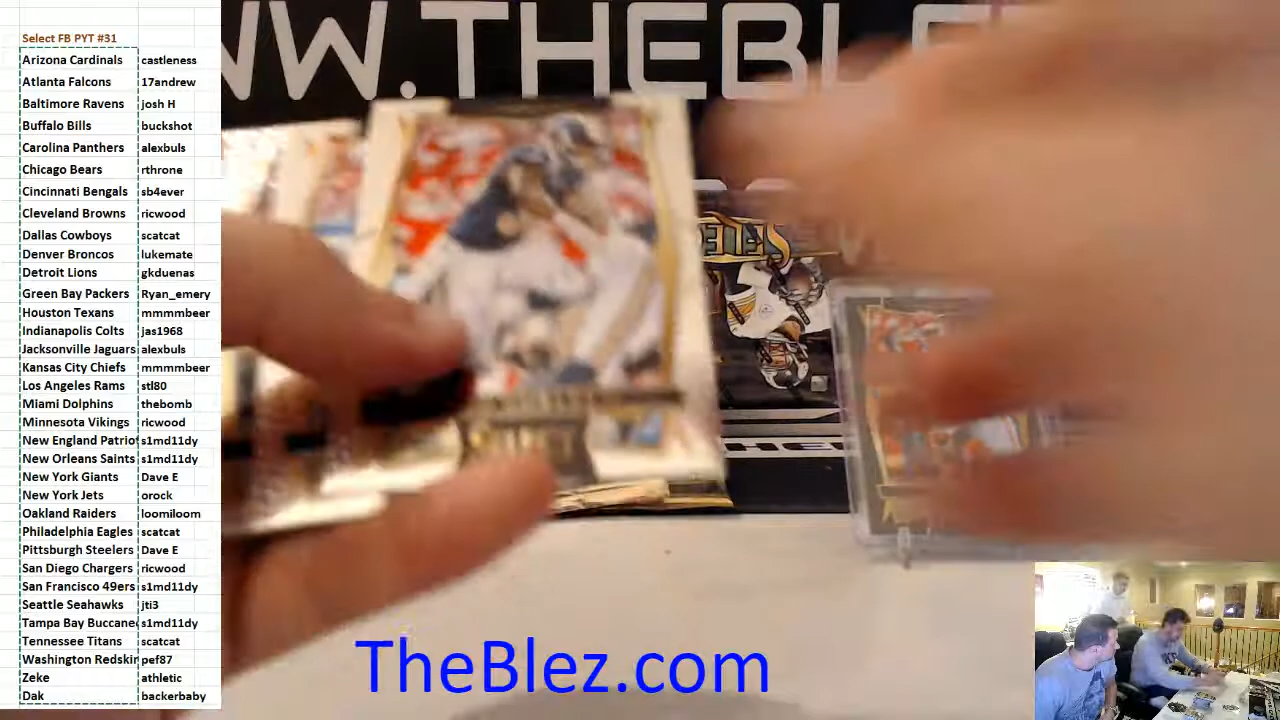 Select FB PYT #31
Arizona Cardinals castleness
Atlanta Falcons 17andrew
Baltimore Ravens josh H
Buffalo Bills buckshot
Carolina Panthers alexbuls
Chicago Bears rthrone
Cincinnati Bengals sb4ever
Cleveland Browns ricwood
Dallas Cowboys scatcat
Denver Broncos lukemate
Detroit Lions gkduenas
Green Bay Packers Ryan_emery
Houston Texans mmmmbeer
Indianapolis Colts jas1968
Jacksonville Jaguars alexbuls
Kansas City Chiefs mmmmbeer
Los Angeles Rams stl80
Miami Dolphins thebomb
Minnesota Vikings ricwood
New England Patriot s1md11dy
New Orleans Saints s1md11dy
New York Giants Dave E
New York Jets orock
Oakland Raiders loomiloom
Philadelphia Eagles scatcat
Pittsburgh Steelers Dave E
San Diego Chargers ricwood
San Francisco 49ers s1md11dy
Seattle Seahawks jti3
Tampa Bay Buccane s1md11dy
Tennessee Titans scatcat
Washington Redskin pef87
Zeke athletic
Dak backerbaby
WW.THEBLE
SELECT
TheBlez.com